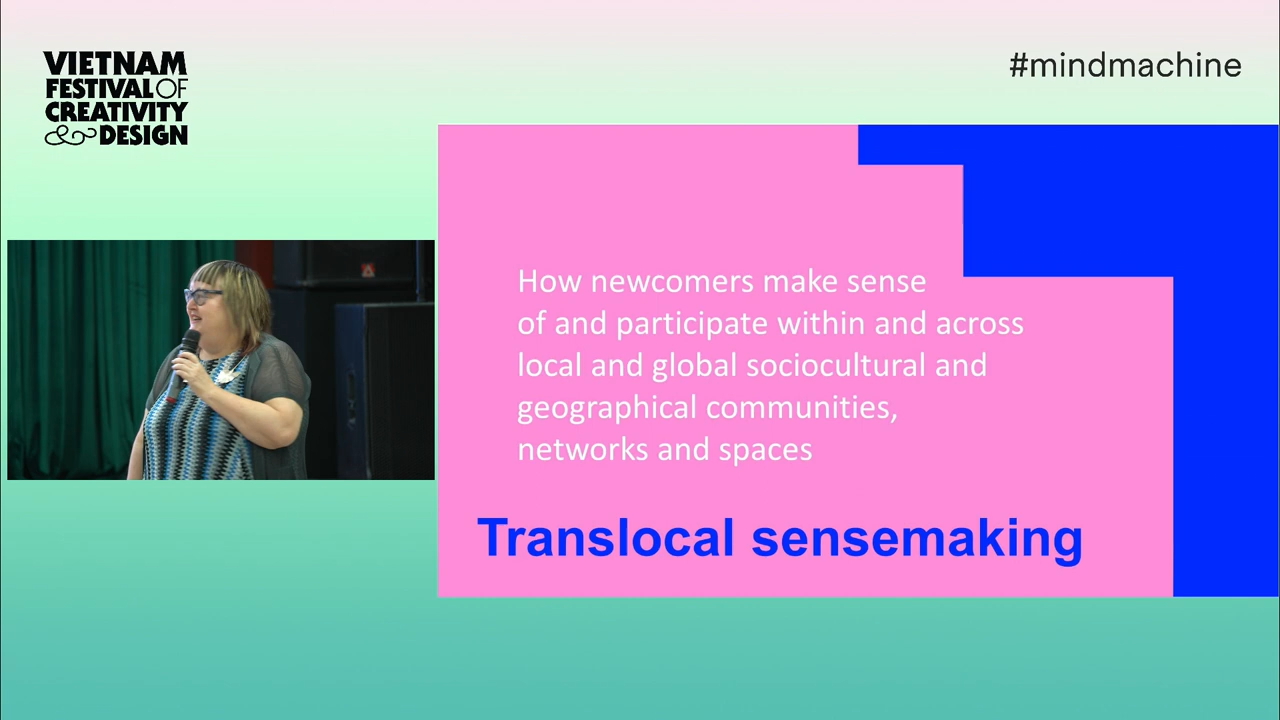 VIETNAM
FESTIVAL OF
CREATIVITY
& DESIGN
#mindmachine
How newcomers make sense
of and participate within and across
local and global sociocultural and
geographical communities,
networks and spaces
Translocal sensemaking